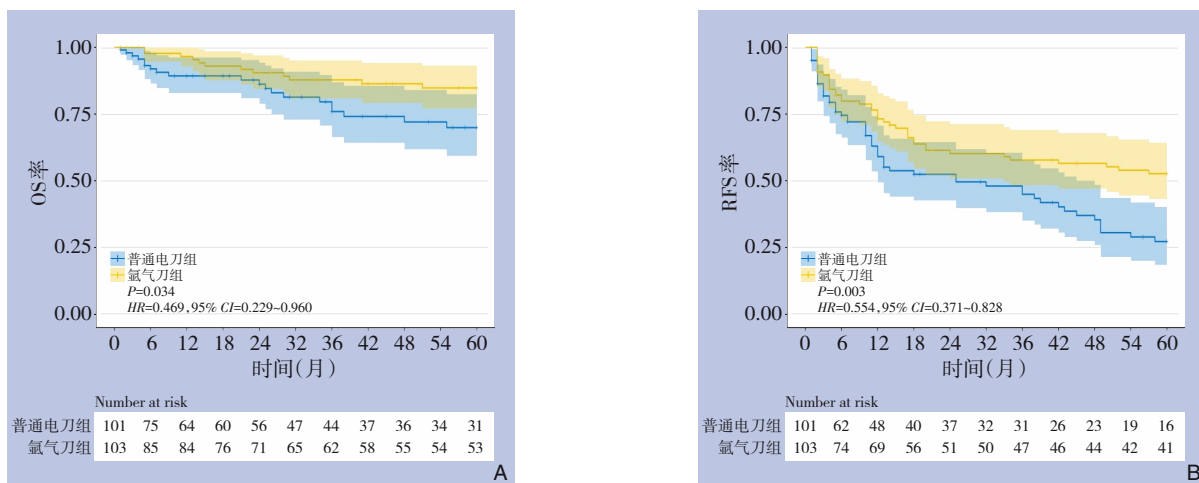 1.00
0.75
0.50
0.25
0.00
OS率
普通电刀组
氩气刀组
P=0.034
HR=0.469,95% CI=0.229~0.960
0 6 12 18 24 32 36 42 48 54 60
时间(月)
Number at risk
普通电刀组 101 75 64 60 56 47 44 37 36 34 31
氩气刀组 103 85 84 76 71 65 62 58 55 54 53
A
1.00
0.75
0.50
0.25
0.00
RFS率
普通电刀组
氩气刀组
P=0.003
HR=0.554,95% CI=0.371~0.828
0 6 12 18 24 32 36 42 48 54 60
时间(月)
Number at risk
普通电刀组 101 62 48 40 37 32 31 26 23 19 16
氩气刀组 103 74 69 56 51 50 47 46 44 42 41
B